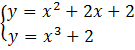 y = x² + 2x + 2
y = x³ + 2